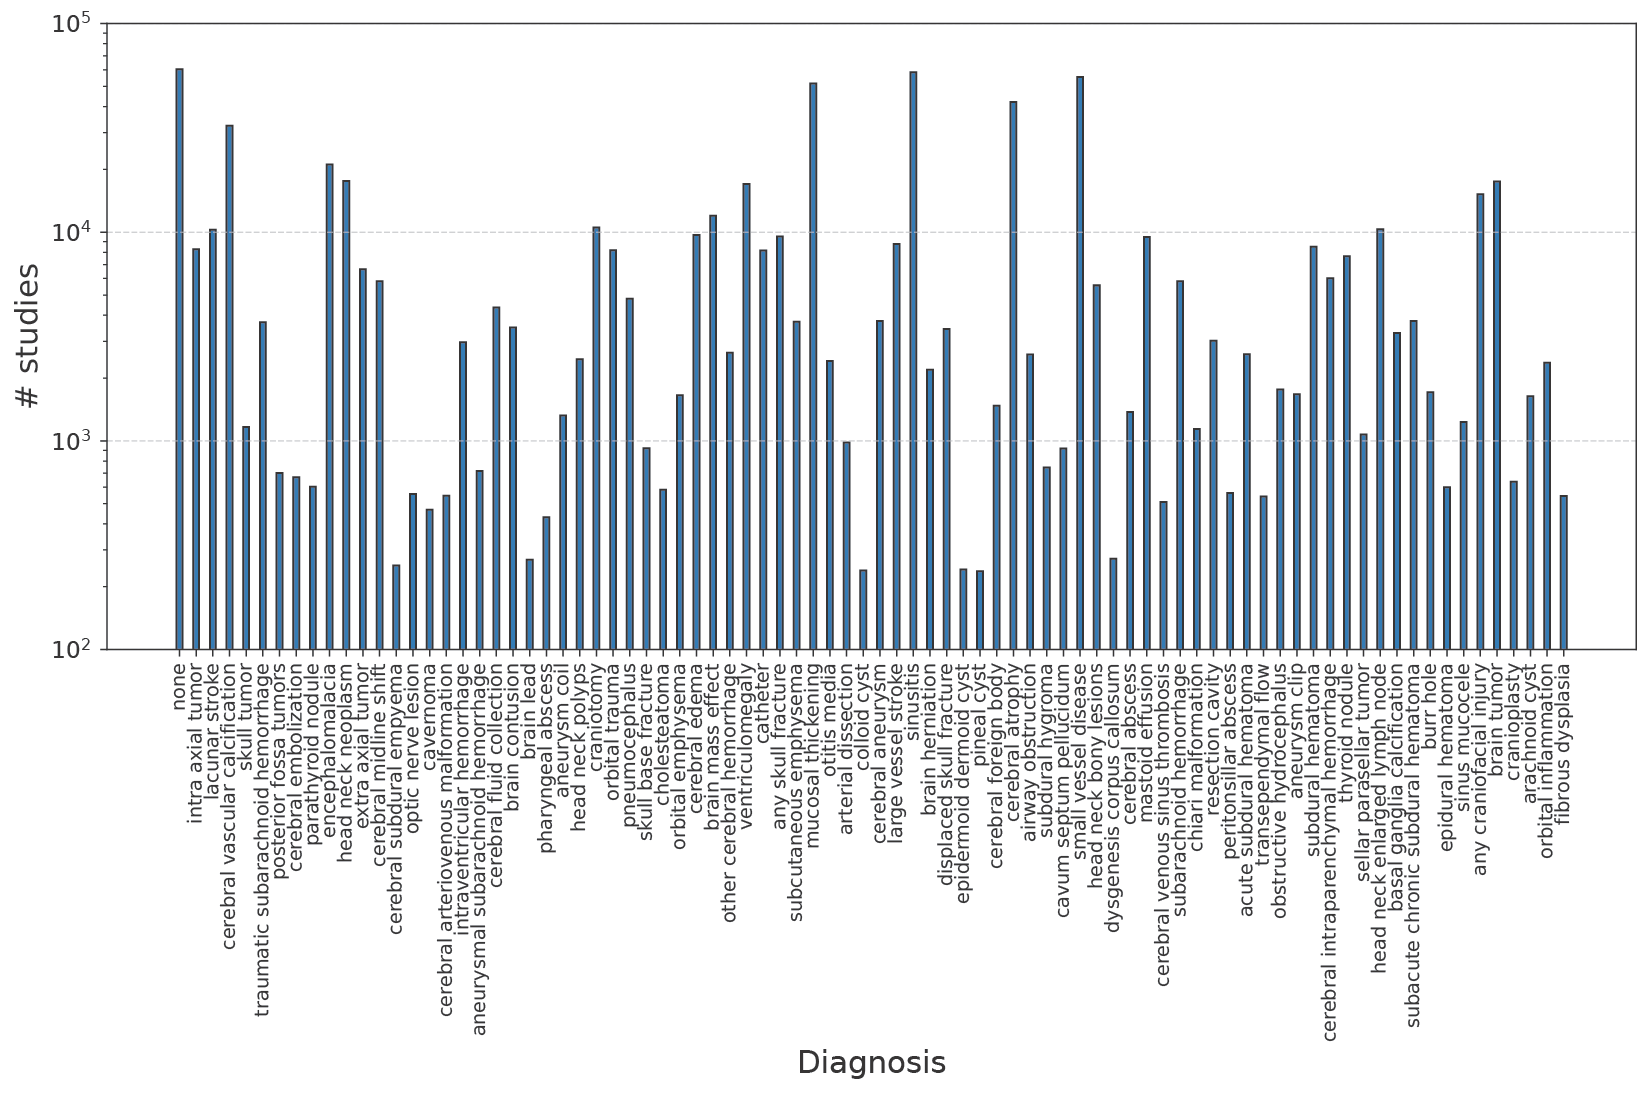 10^5
10^4
10^3
10^2
# studies
none
intra axial tumor
lacunar stroke
cerebral vascular calcification
skull tumor
traumatic subarachnoid hemorrhage
posterior fossa tumors
cerebral embolization
parathyroid nodule
encephalomalacia
head neck neoplasm
extra axial tumor
cerebral midline shift
cerebral subdural empyema
optic nerve lesion
cavernoma
cerebral arteriovenous malformation
intraventricular hemorrhage
aneurysmal subarachnoid hemorrhage
cerebral fluid collection
brain contusion
brain lead
pharyngeal abscess
aneurysm coil
head neck polyps
craniotomy
orbital trauma
pneumocephalus
skull base fracture
cholesteatoma
orbital emphysema
cerebral edema
brain mass effect
other cerebral hemorrhage
ventriculomegaly
catheter
any skull fracture
subcutaneous emphysema
mucosal thickening
otitis media
arterial dissection
colloid cyst
cerebral aneurysm
large vessel stroke
sinusitis
brain herniation
displaced skull fracture
epidermoid dermoid cyst
pineal cyst
cerebral foreign body
cerebral atrophy
airway obstruction
subdural hygroma
cavum septum pellucidum
small vessel disease
head neck bony lesions
dysgenesis corpus callosum
cerebral abscess
mastoid effusion
cerebral venous sinus thrombosis
subarachnoid hemorrhage
chiari malformation
resection cavity
peritonsillar abscess
acute subdural hematoma
transependymal flow
obstructive hydrocephalus
aneurysm clip
subdural hematoma
cerebral intraparenchymal hemorrhage
thyroid nodule
sellar parasellar tumor
head neck enlarged lymph node
basal ganglia calcification
subacute chronic subdural hematoma
burr hole
epidural hematoma
sinus mucocele
any craniofacial injury
brain tumor
cranioplasty
arachnoid cyst
orbital inflammation
fibrous dysplasia
Diagnosis